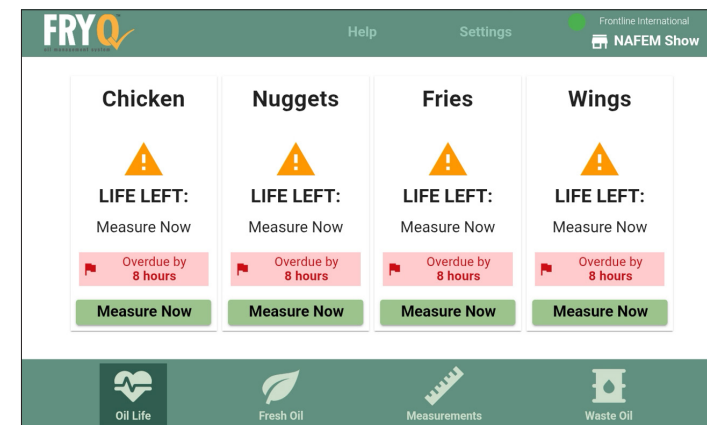 FRYQ
OIL MANAGEMENT SYSTEM
Help
Settings
Frontline International
NAFEM Show
Chicken
LIFE LEFT:
Measure Now
Overdue by
8 hours
Measure Now
Nuggets
LIFE LEFT:
Measure Now
Overdue by
8 hours
Measure Now
Fries
LIFE LEFT:
Measure Now
Overdue by
8 hours
Measure Now
Wings
LIFE LEFT:
Measure Now
Overdue by
8 hours
Measure Now
Oil Life
Fresh Oil
Measurements
Waste Oil